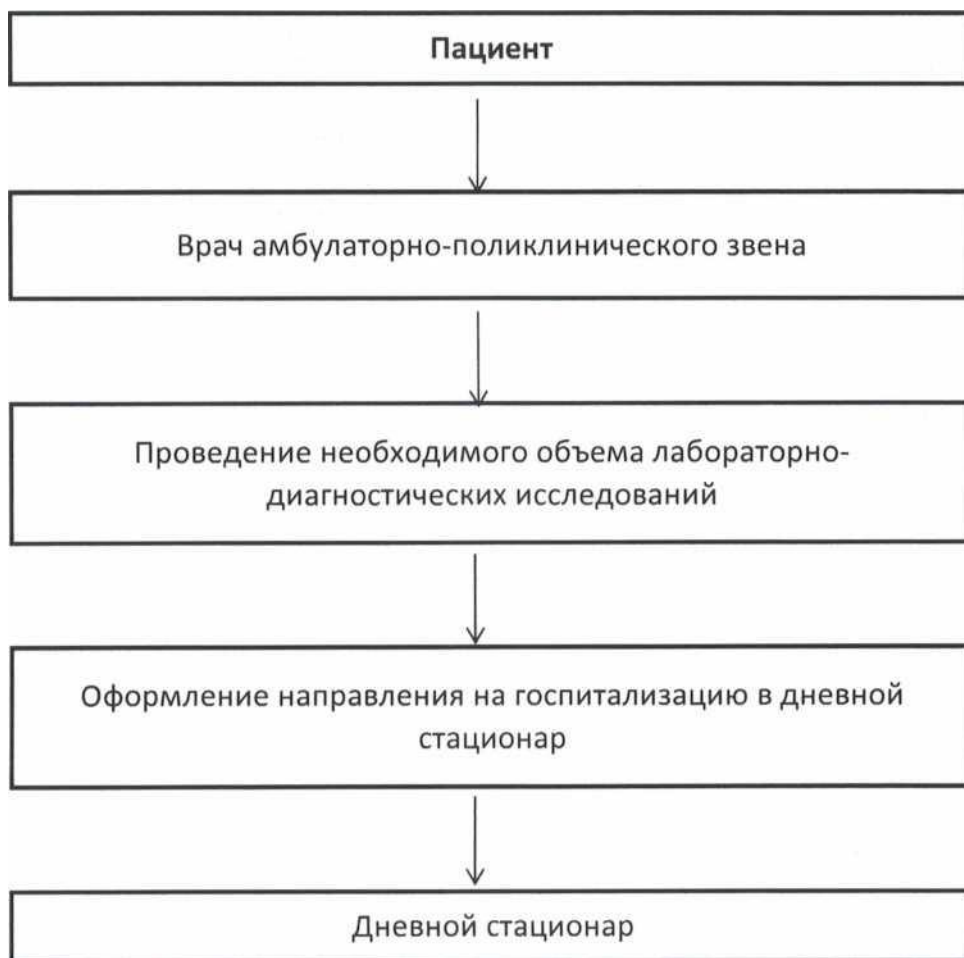 Пациент
Врач амбулаторно-поликлинического звена
Проведение необходимого объема лабораторно-
диагностических исследований
Оформление направления на госпитализацию в дневной
стационар
Дневной стационар